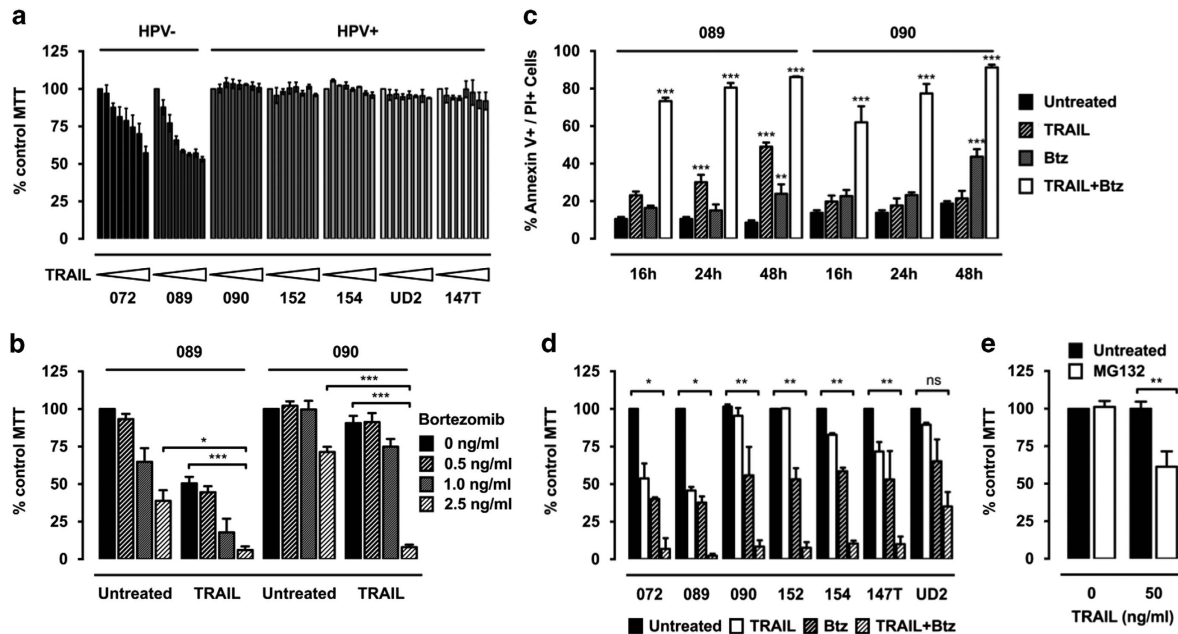 a
HPV-
HPV+
125
100
75
50
25
0
% control MTT
TRAIL
072 089 090 152 154 UD2 147T
b
089 090
125
100
75
50
25
0
% control MTT
*
***
***
***
Bortezomib
0 ng/ml
0.5 ng/ml
1.0 ng/ml
2.5 ng/ml
Untreated TRAIL Untreated TRAIL
c
089 090
100
80
60
40
20
0
% Annexin V+ / PI+ Cells
*** *** *** *** *** ** *** *** *** ***
Untreated
TRAIL
Btz
TRAIL+Btz
16h 24h 48h 16h 24h 48h
d
125
100
75
50
25
0
% control MTT
* * ** ** ** ** ns
072 089 090 152 154 147T UD2
Untreated TRAIL Btz TRAIL+Btz
e
Untreated
MG132
125
100
75
50
25
0
% control MTT
**
0 50
TRAIL (ng/ml)